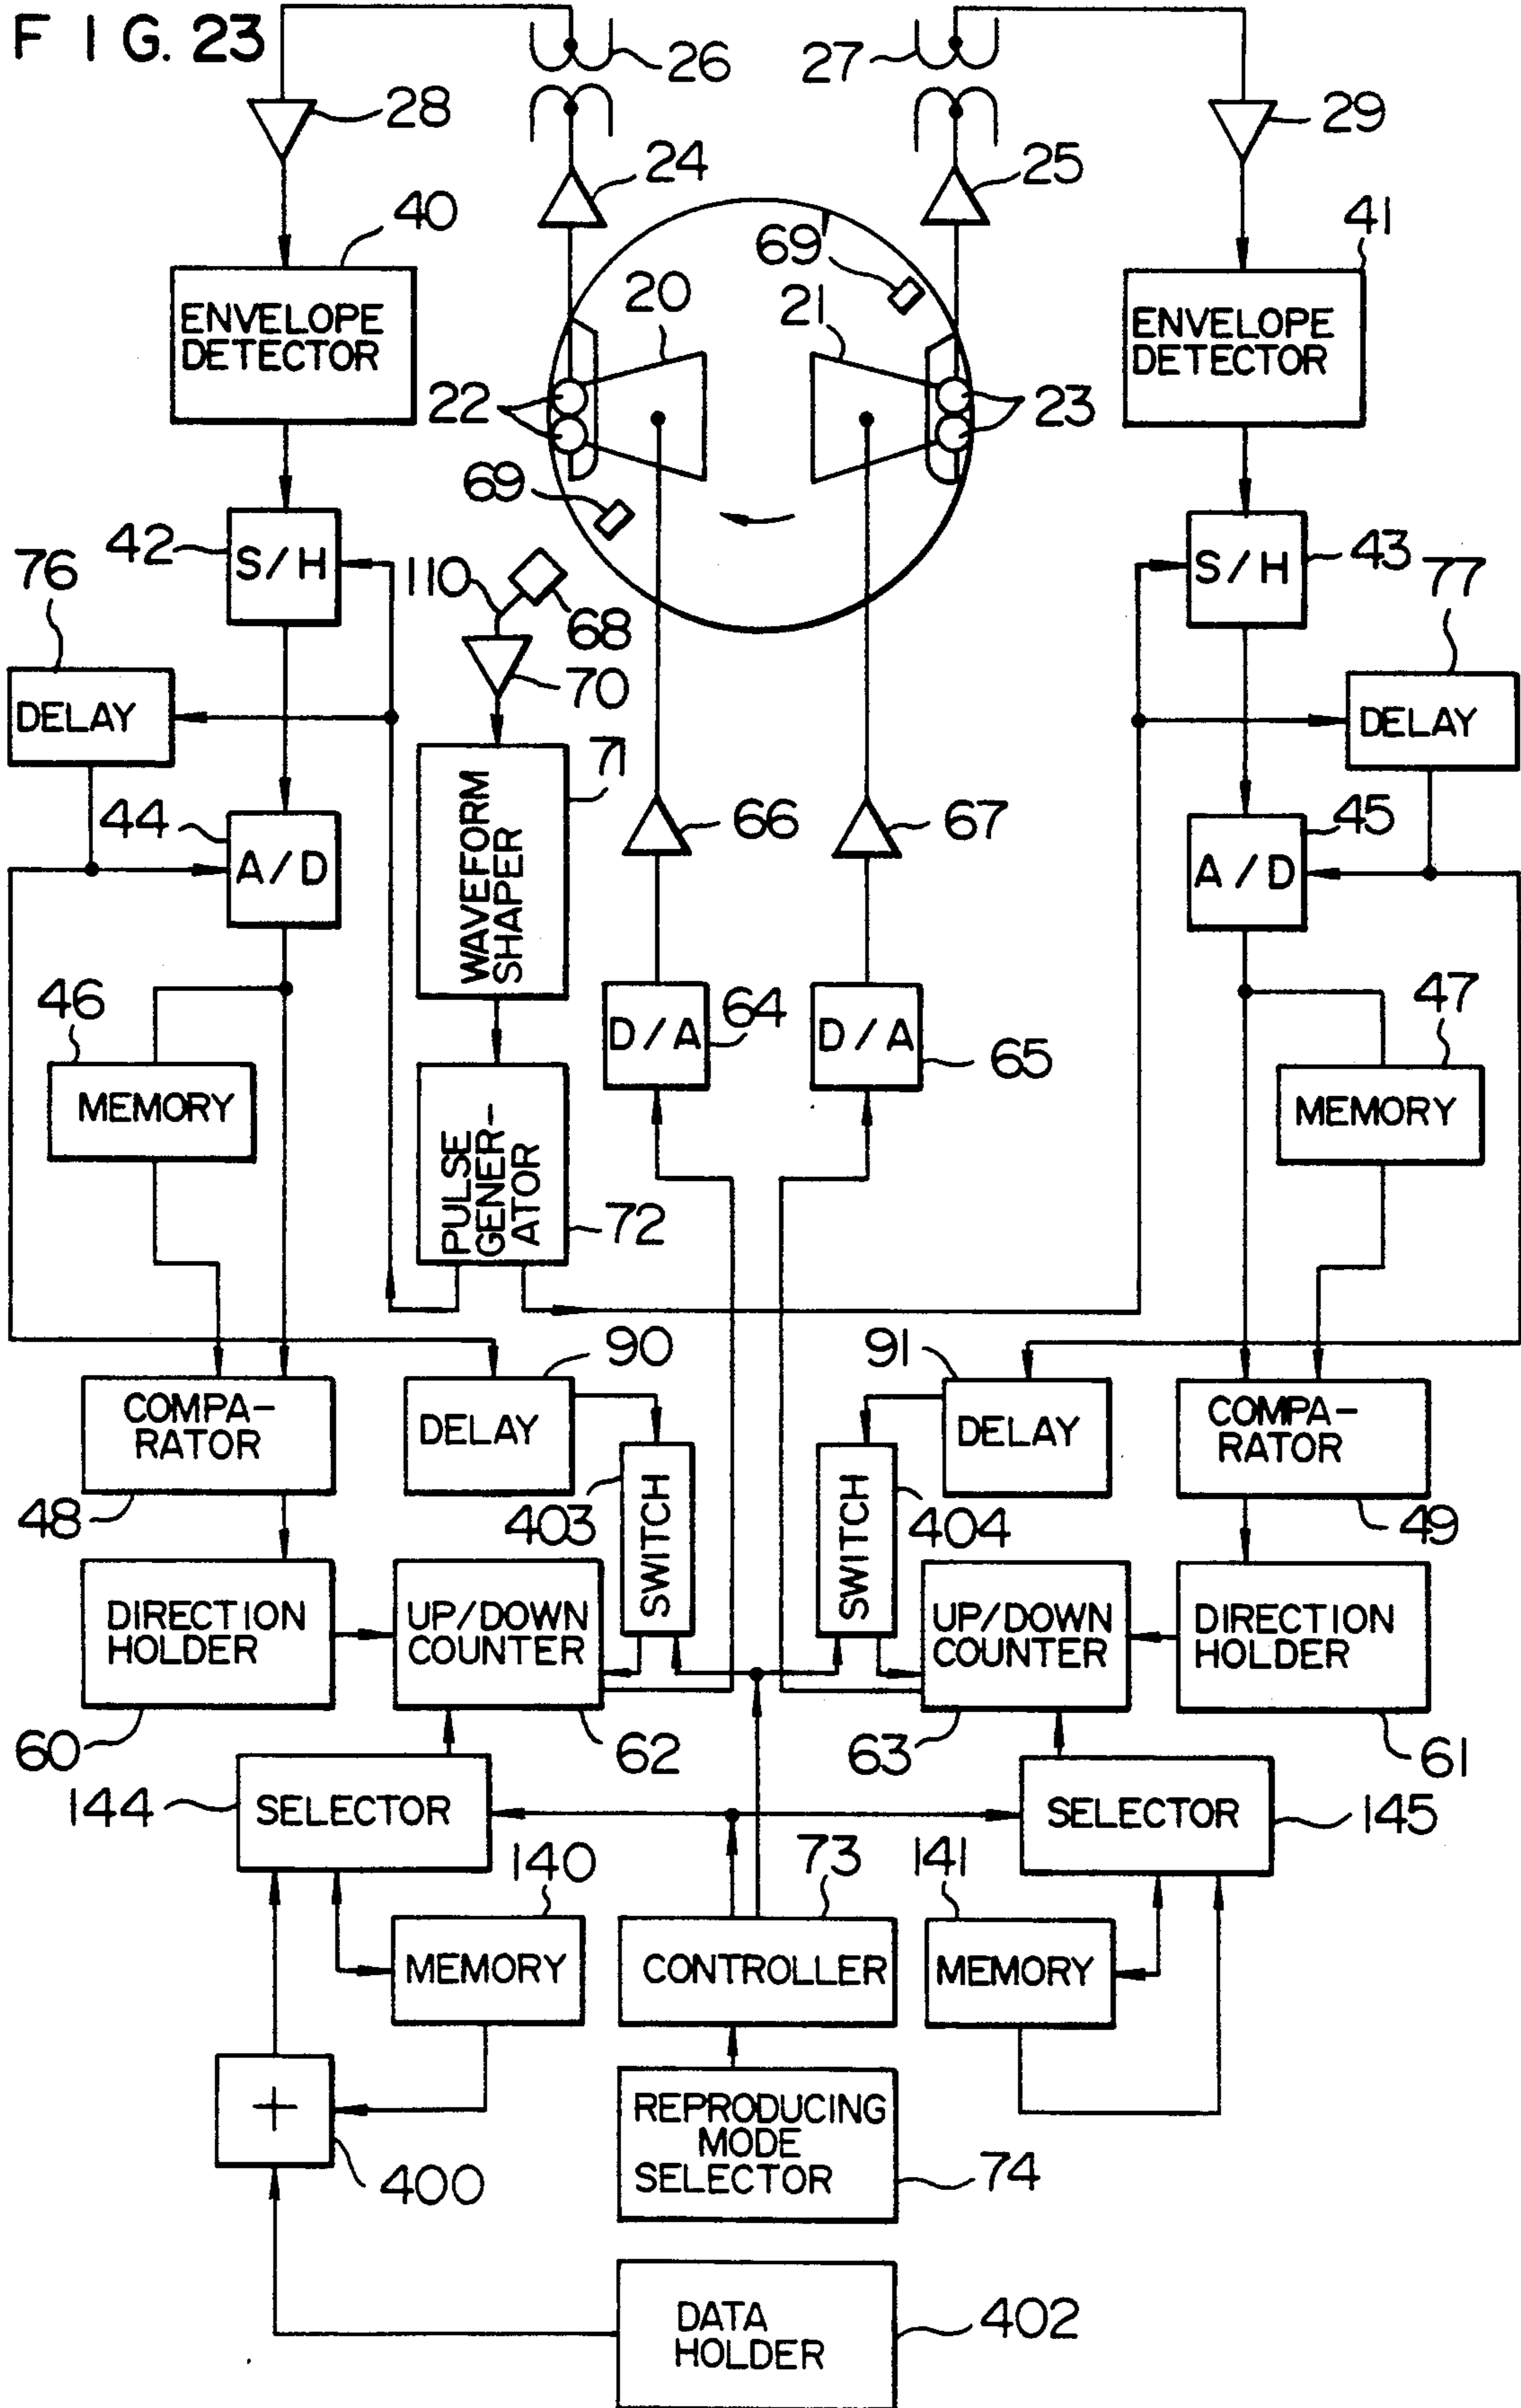 FIG. 23
26
27
28
29
24
25
40
41
69
20
21
ENVELOPE
DETECTOR
ENVELOPE
DETECTOR
22
23
69
42
S/H
S/H
43
76
110
68
77
70
DELAY
DELAY
71
44
A/D
WAVEFORM
SHAPER
66
67
45
A/D
46
D/A
64
D/A
65
47
MEMORY
MEMORY
PULSE
GENER-
ATOR
72
90
91
COMPA-
RATOR
DELAY
DELAY
COMPA-
RATOR
48
403
SWITCH
SWITCH
404
49
DIRECTION
HOLDER
UP/DOWN
COUNTER
UP/DOWN
COUNTER
DIRECTION
HOLDER
60
62
63
61
144
SELECTOR
SELECTOR
145
140
73
141
MEMORY
CONTROLLER
MEMORY
+
400
REPRODUCING
MODE
SELECTOR
74
DATA
HOLDER
402